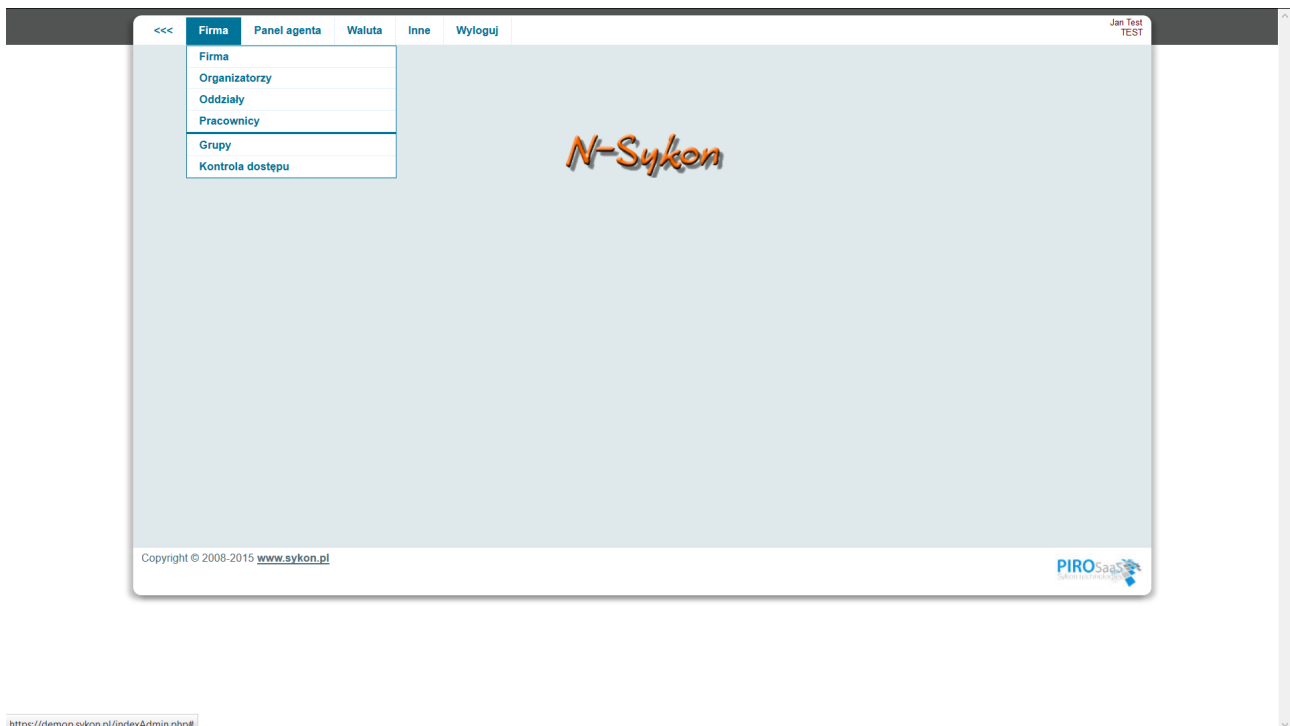 <<< Firma Panel agenta Waluta Inne Wyloguj
Jan Test
TEST
Firma
Organizatorzy
Oddziały
Pracownicy
Grupy
Kontrola dostępu
N-Sykon
Copyright © 2008-2015 www.sykon.pl
PIROSaaS
https://demop.sykon.pl/indexAdmin.php#